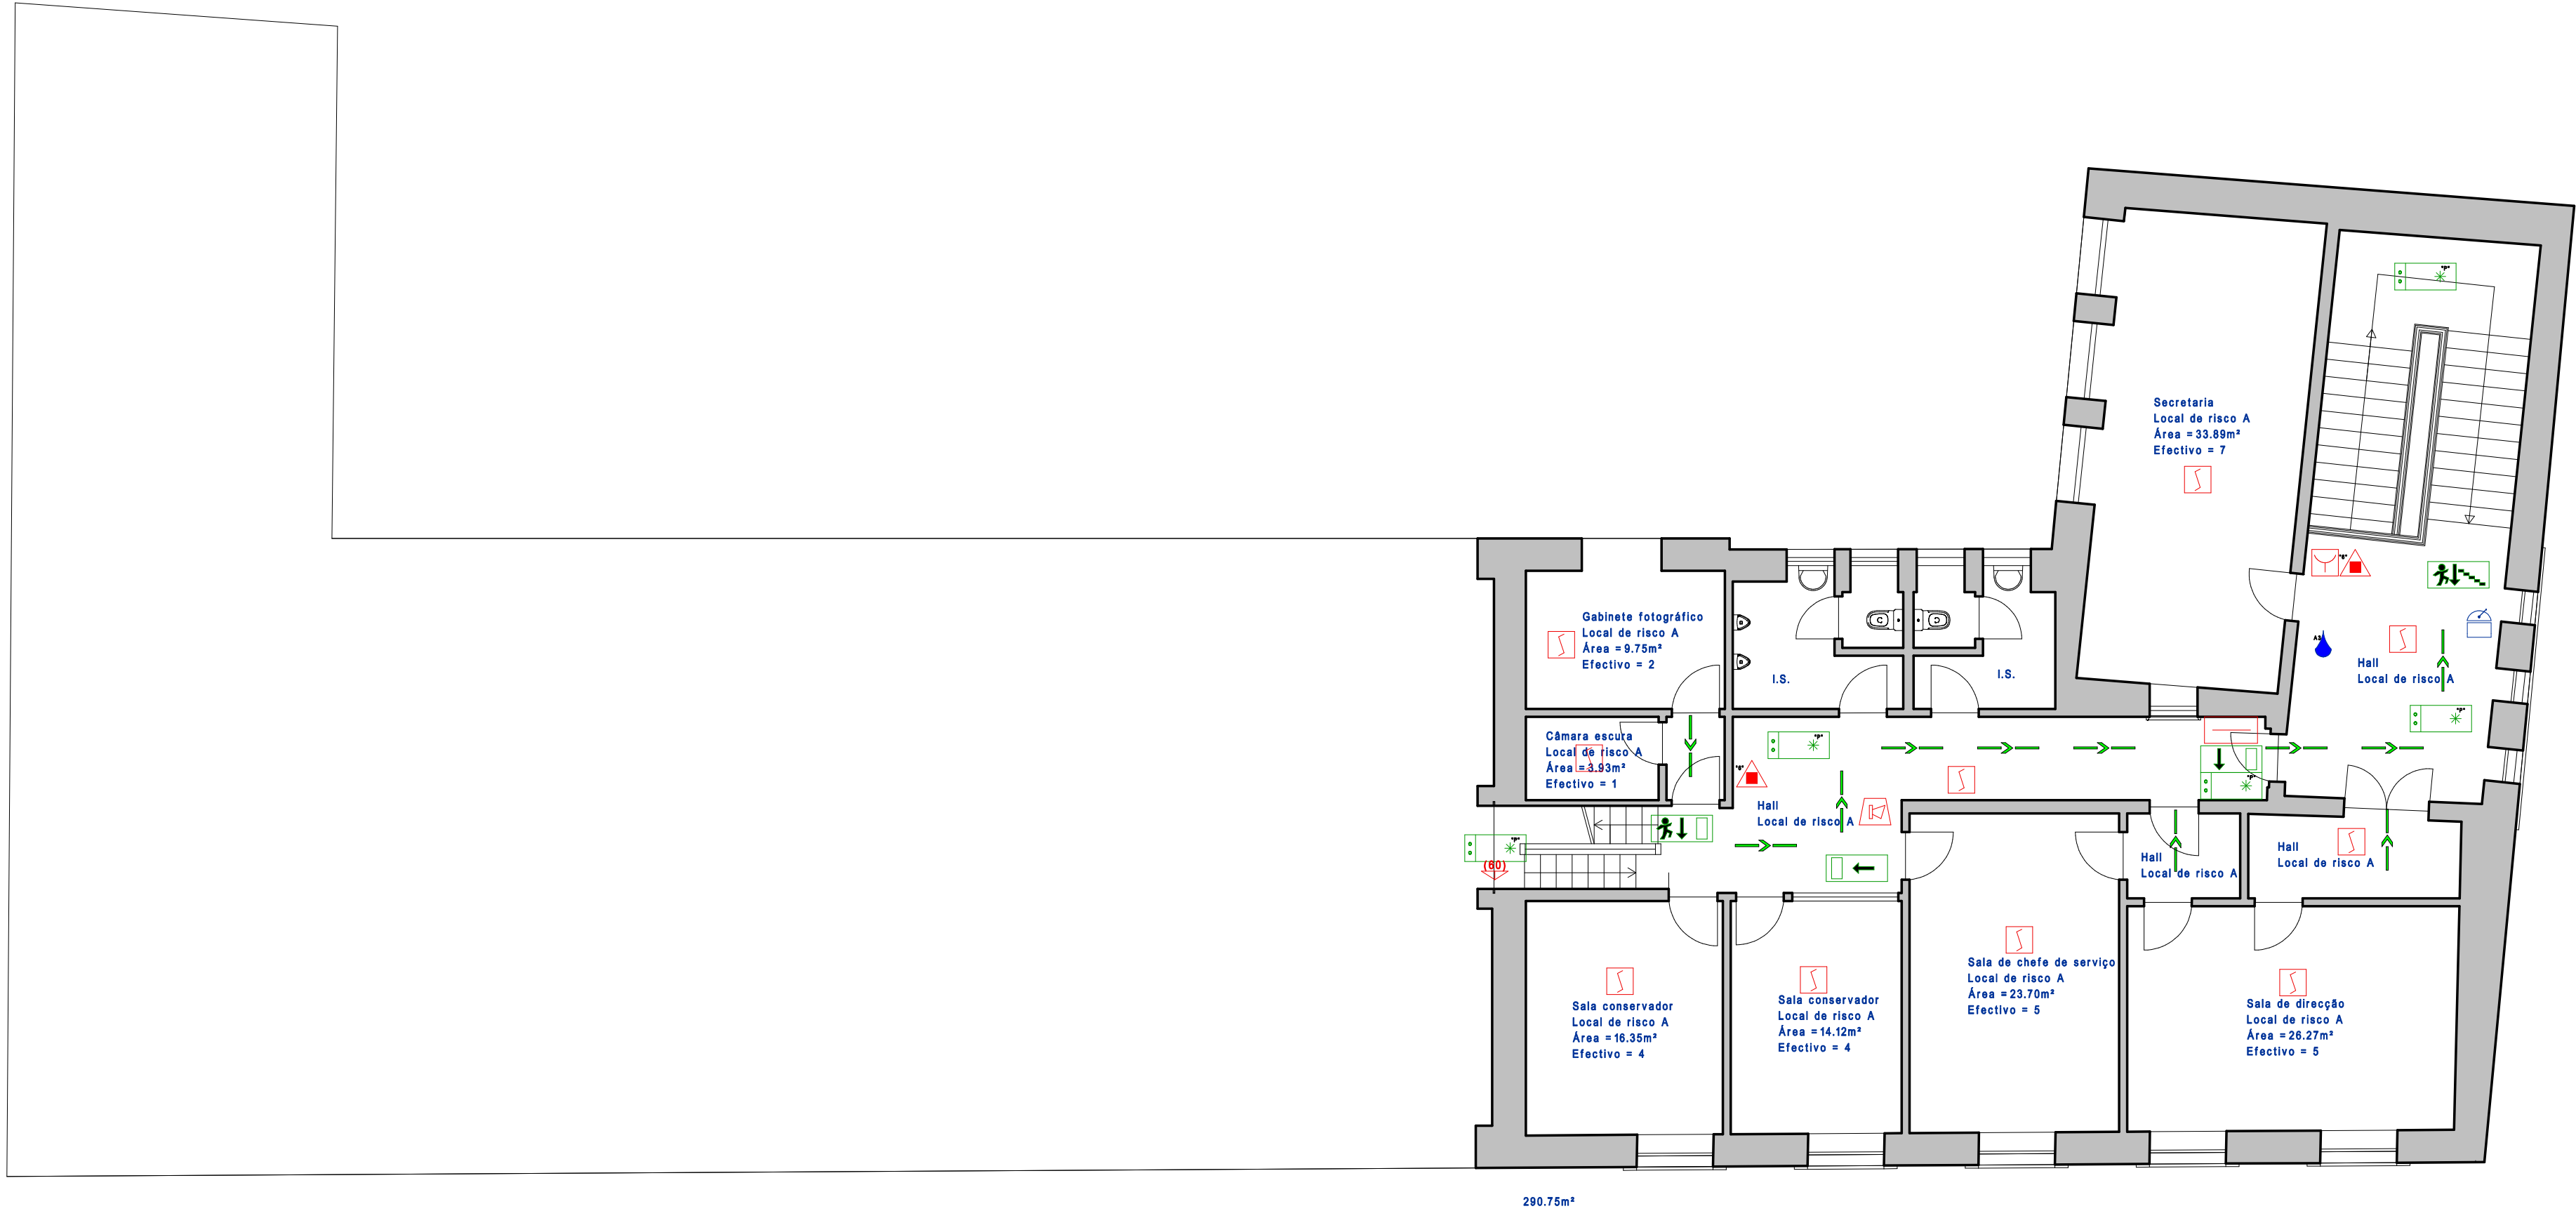 Secretaria
Local de risco A
Área =33.89m²
Efectivo = 7
"P"
"S"
A3
Hall
Local de risco A
"P"
Gabinete fotográfico
Local de risco A
Área =9.75m²
Efectivo = 2
I.S.
I.S.
Câmara escura
Local de risco A
Área =3.93m²
Efectivo = 1
"P"
"S"
Hall
Local de risco A
"P"
"P"
(60)
Hall
Local de risco A
Hall
Local de risco A
Sala conservador
Local de risco A
Área =16.35m²
Efectivo = 4
Sala conservador
Local de risco A
Área =14.12m²
Efectivo = 4
Sala de chefe de serviço
Local de risco A
Área =23.70m²
Efectivo = 5
Sala de direcção
Local de risco A
Área =26.27m²
Efectivo = 5
290.75m²